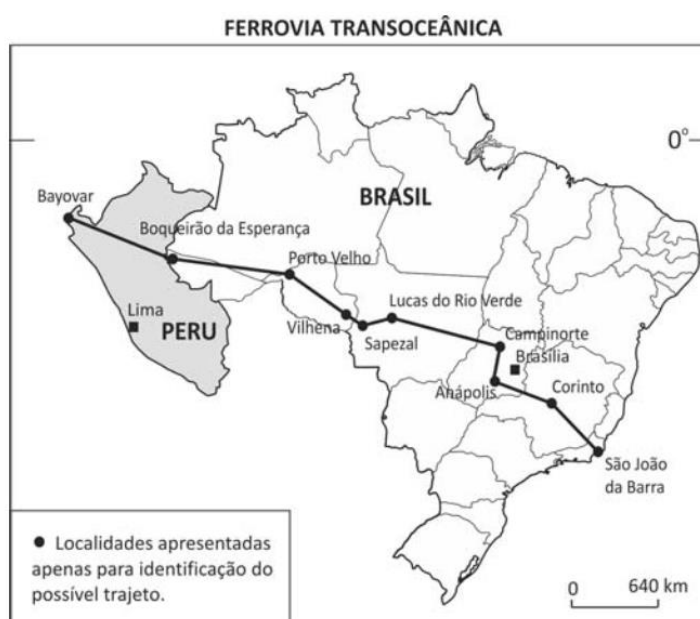 FERROVIA TRANSOCEÂNICA
0°
Bayovar
BRASIL
Boqueirão da Esperança
Porto Velho
Lima
Lucas do Rio Verde
PERU
Vilhena
Sapezal
Campinorte
Brasília
Anápolis
Corinto
São João
da Barra
● Localidades apresentadas
apenas para identificação do
possível trajeto.
0 640 km